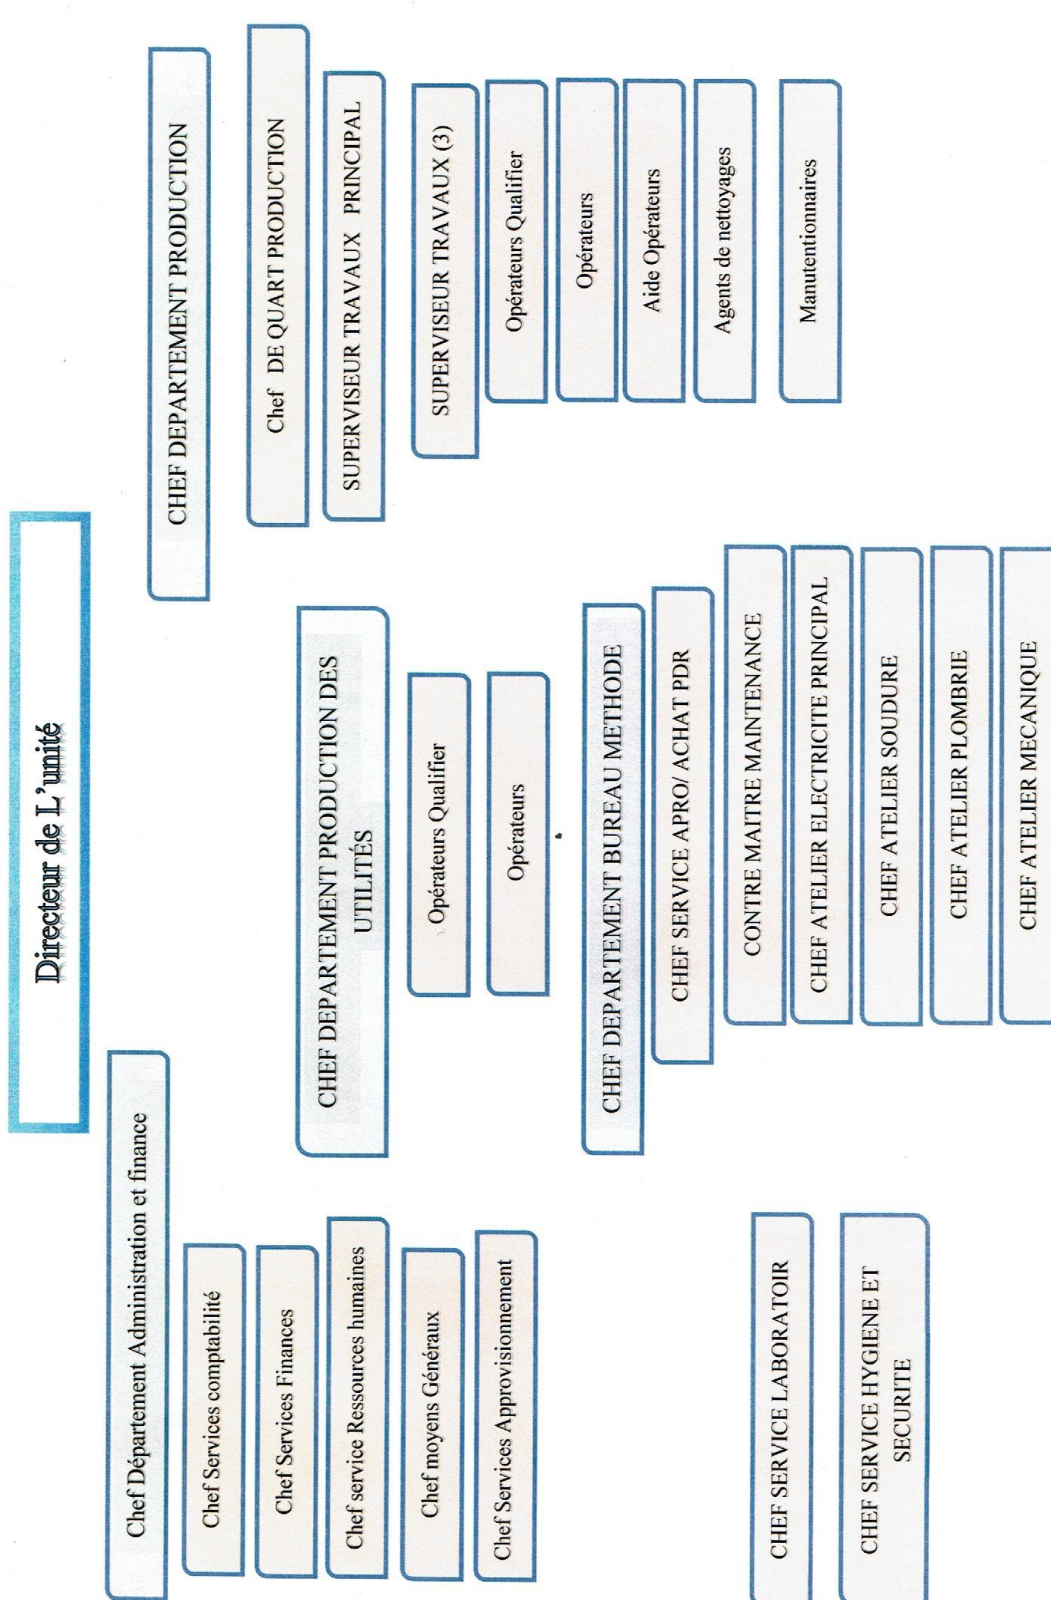 Directeur de L'unité
Chef Département Administration et finance
Chef Services comptabilité
Chef Services Finances
Chef service Ressources humaines
Chef moyens Généraux
Chef Services Approvisionnement
CHEF SERVICE LABORATOIR
CHEF SERVICE HYGIENE ET
SECURITE
CHEF DEPARTEMENT PRODUCTION DES
UTILITÉS
Opérateurs Qualifier
Opérateurs
CHEF DEPARTEMENT BUREAU METHODE
CHEF SERVICE APRO/ ACHAT PDR
CONTRE MAITRE MAINTENANCE
CHEF ATELIER ELECTRICITE PRINCIPAL
CHEF ATELIER SOUDURE
CHEF ATELIER PLOMBRIE
CHEF ATELIER MECANIQUE
CHEF DEPARTEMENT PRODUCTION
Chef DE QUART PRODUCTION
SUPERVISEUR TRAVAUX PRINCIPAL
SUPERVISEUR TRAVAUX (3)
Opérateurs Qualifier
Opérateurs
Aide Opérateurs
Agents de nettoyages
Manutentionnaires